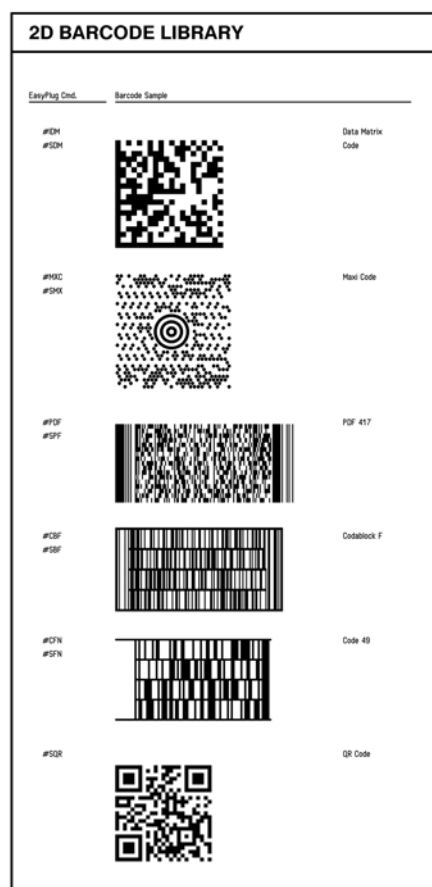 2D BARCODE LIBRARY
EasyPlug Cmd. Barcode Sample
#IDM Data Matrix
#SDM Code
#MXC Maxi Code
#SMX
#PDF PDF 417
#SPF
#CBF Codablock F
#SBF
#CFN Code 49
#SFN
#SQR QR Code